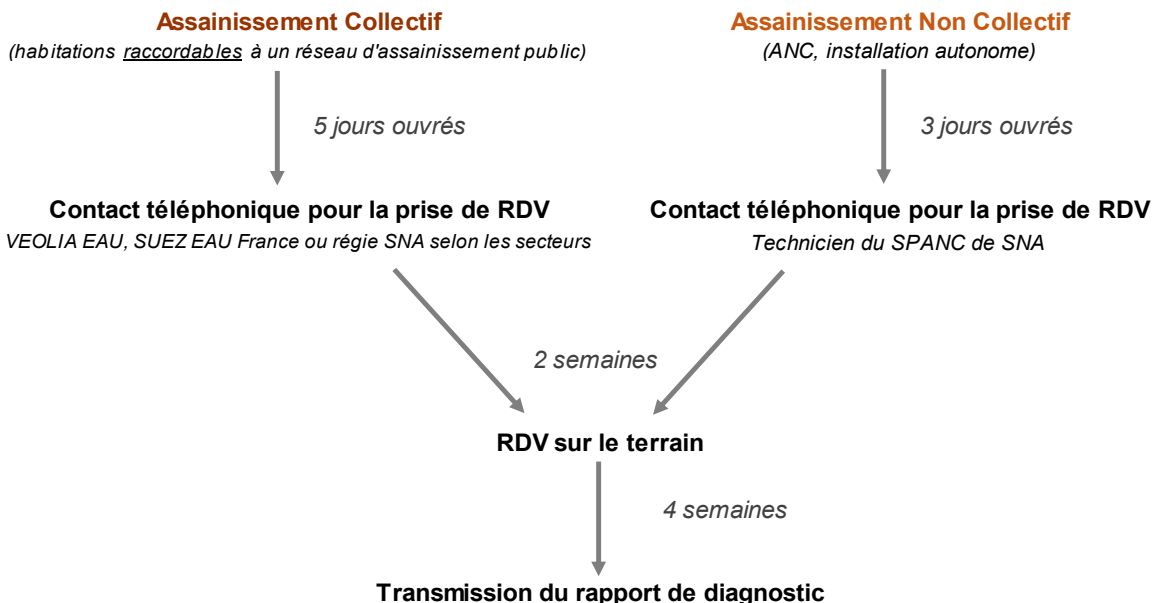 Assainissement Collectif
(habitations raccordables à un réseau d'assainissement public)
Assainissement Non Collectif
(ANC, installation autonome)
5 jours ouvrés
3 jours ouvrés
Contact téléphonique pour la prise de RDV
VEOLIA EAU, SUEZ EAU France ou régie SNA selon les secteurs
Contact téléphonique pour la prise de RDV
Technicien du SPANC de SNA
2 semaines
RDV sur le terrain
4 semaines
Transmission du rapport de diagnostic